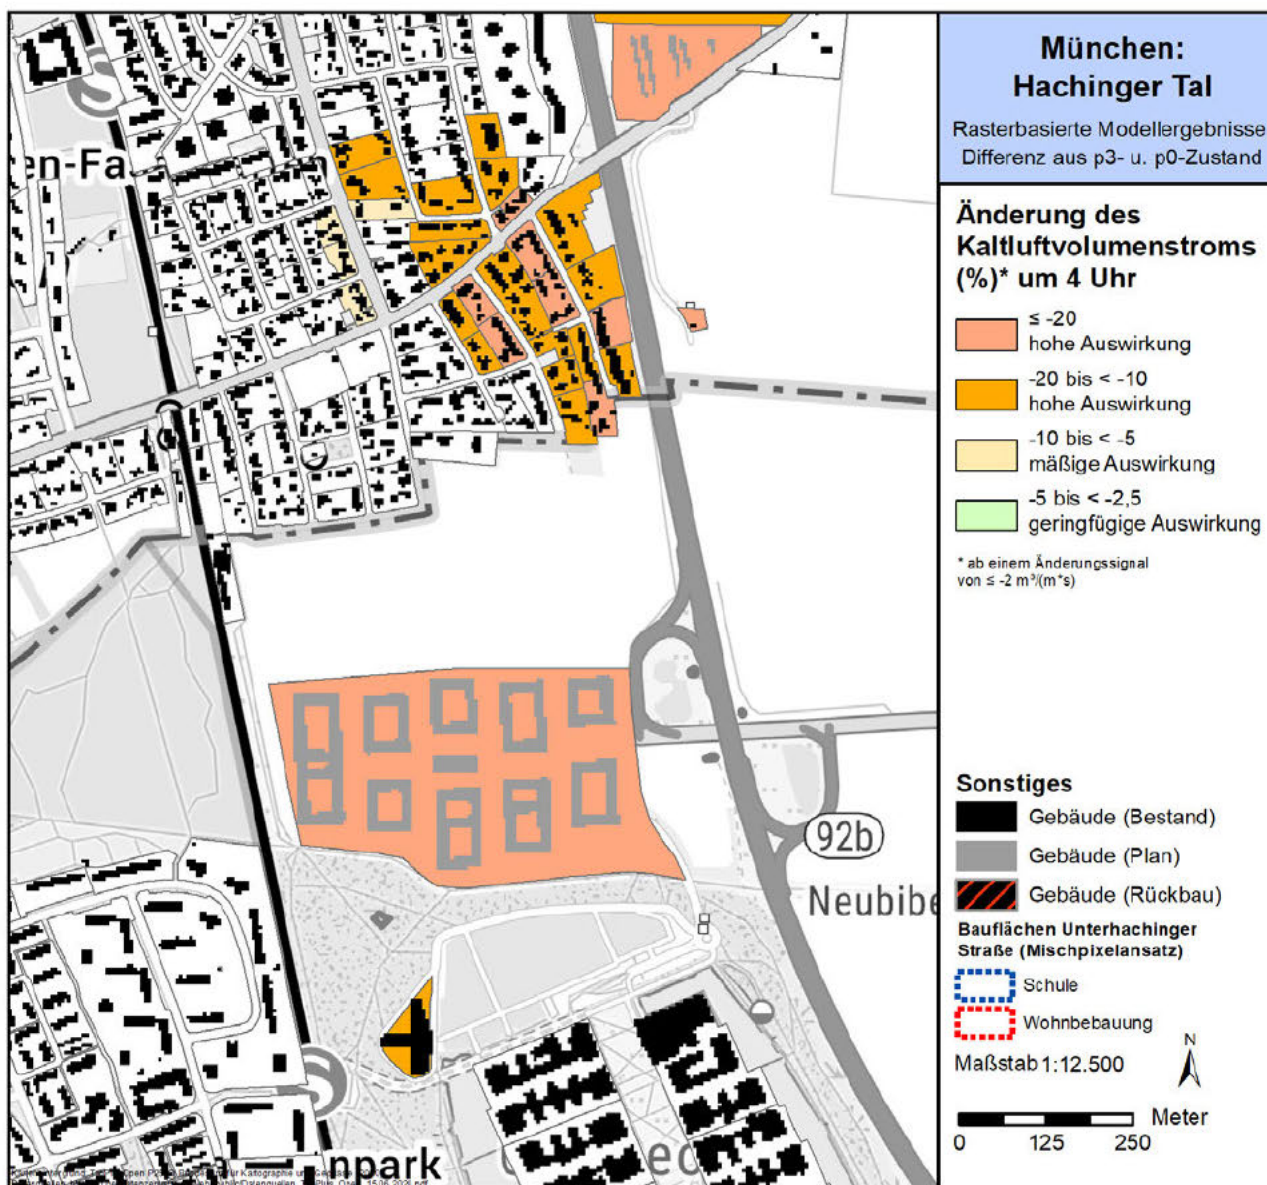 München:
Hachinger Tal
Rasterbasierte Modellergebnisse
Differenz aus p3- u. p0-Zustand
Änderung des
Kaltluftvolumenstroms
(%)* um 4 Uhr
≤ -20
hohe Auswirkung
-20 bis < -10
hohe Auswirkung
-10 bis < -5
mäßige Auswirkung
-5 bis < -2,5
geringfügige Auswirkung
* ab einem Änderungssignal
von ≤ -2 m³/(m*s)
Sonstiges
Gebäude (Bestand)
Gebäude (Plan)
Gebäude (Rückbau)
Bauflächen Unterhachinger
Straße (Mischpixelansatz)
Schule
Wohnbebauung
Maßstab 1:12.500
N
Meter
0 125 250
en-Fa
92b
Neubibe
npark